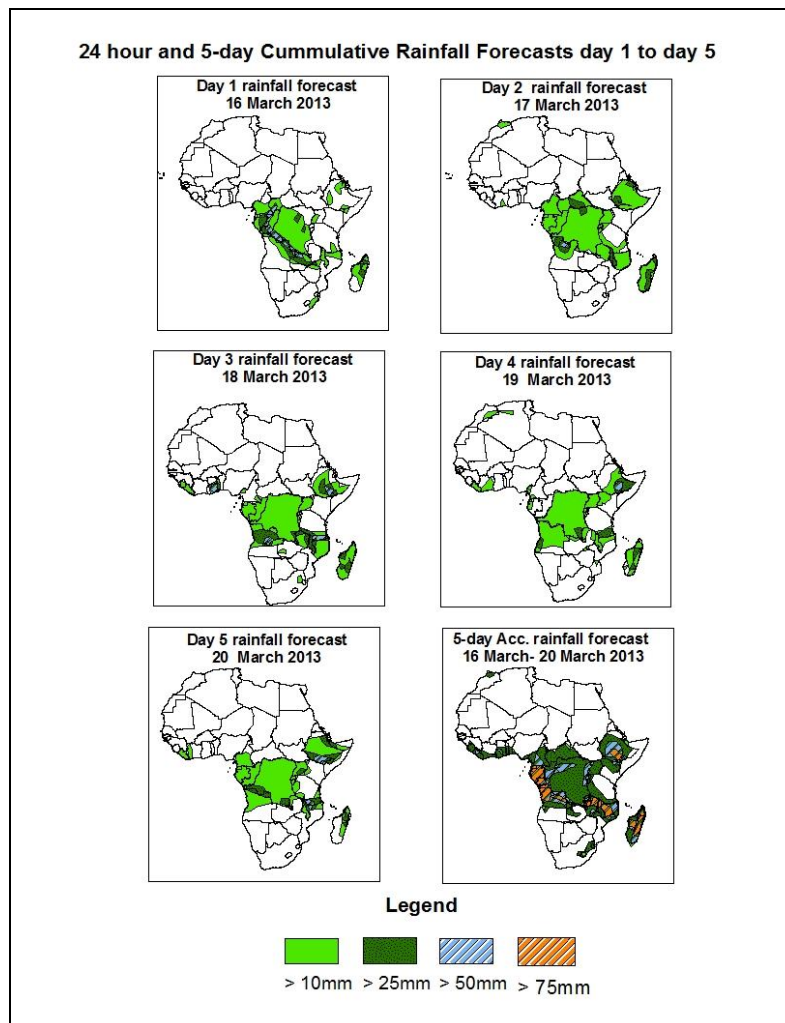 24 hour and 5-day Cummulative Rainfall Forecasts day 1 to day 5
Day 1 rainfall forecast
16 March 2013
Day 2 rainfall forecast
17 March 2013
Day 3 rainfall forecast
18 March 2013
Day 4 rainfall forecast
19 March 2013
Day 5 rainfall forecast
20 March 2013
5-day Acc. rainfall forecast
16 March- 20 March 2013
Legend
> 10mm > 25mm > 50mm > 75mm